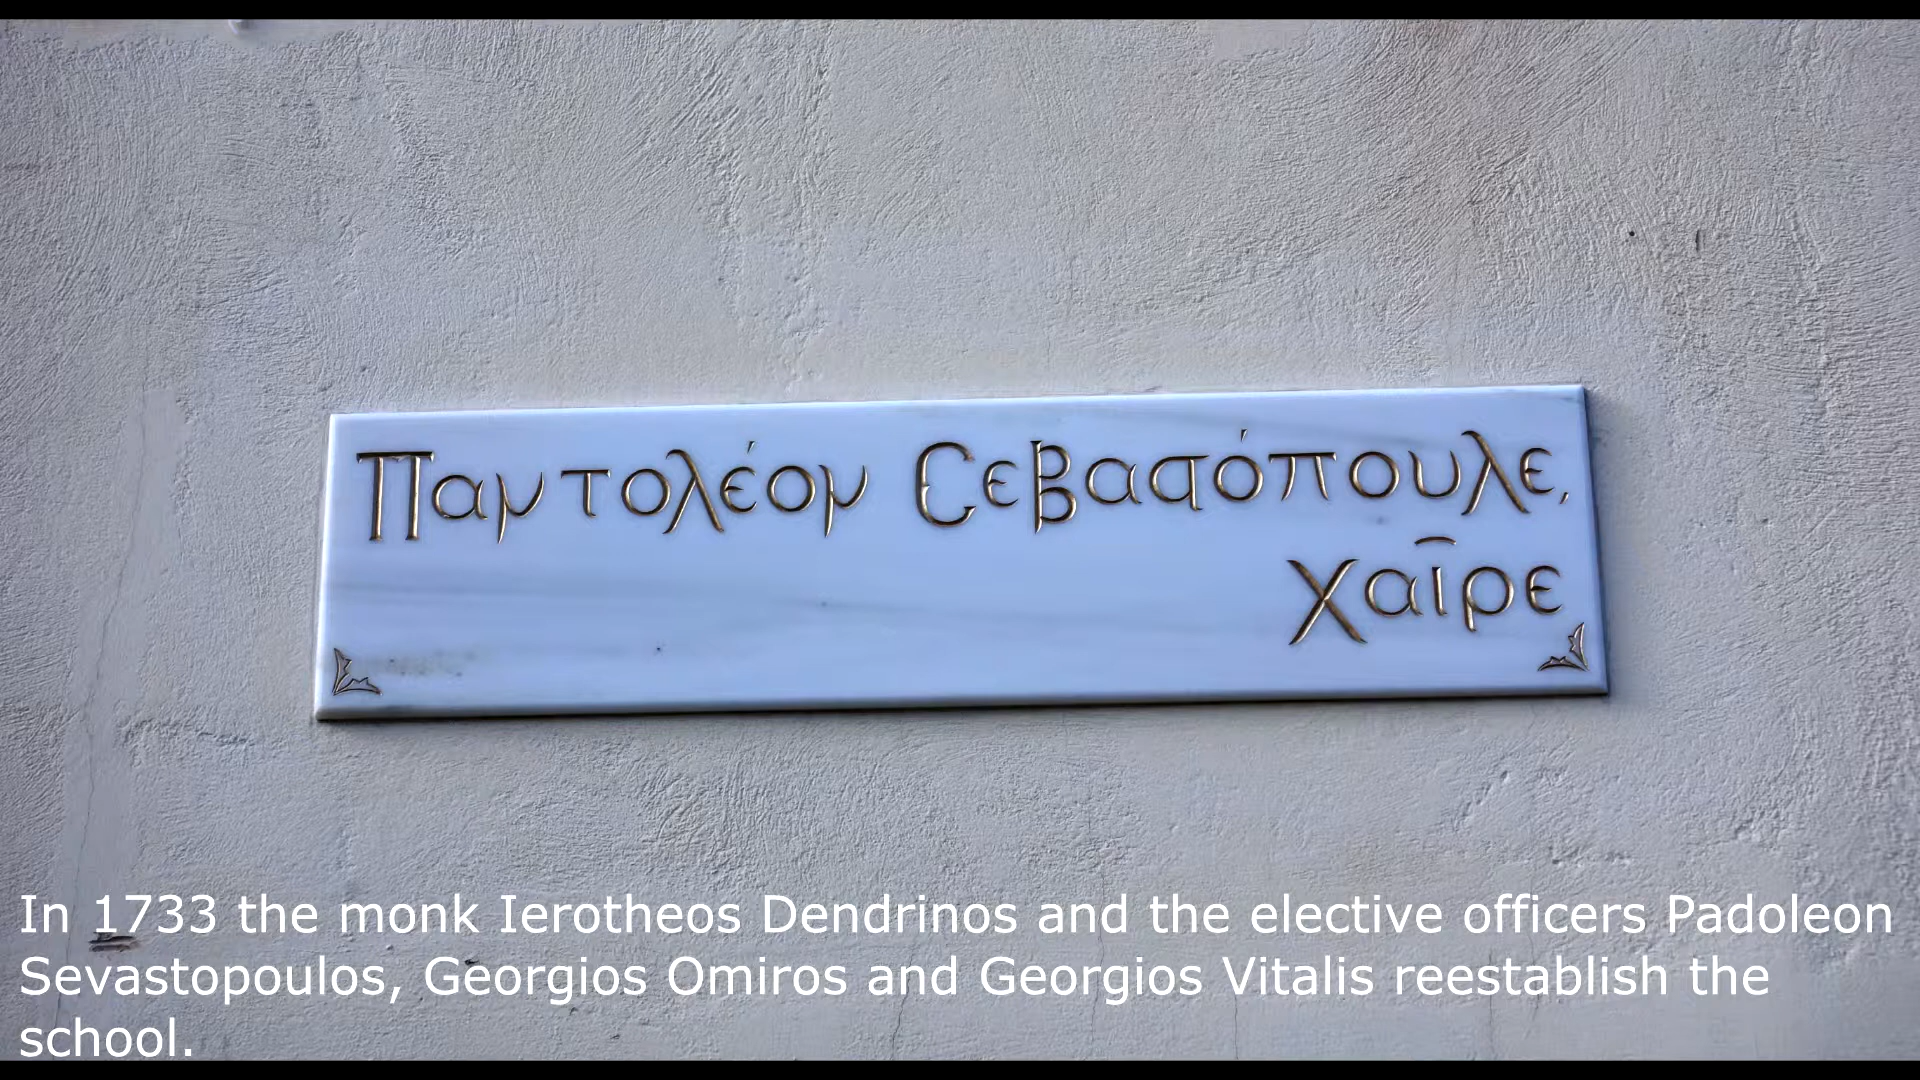 Παντολέον Σεβαϛόπουλε,
χαῖρε
In 1733 the monk Ierotheos Dendrinos and the elective officers Padoleon
Sevastopoulos, Georgios Omiros and Georgios Vitalis reestablish the
school.